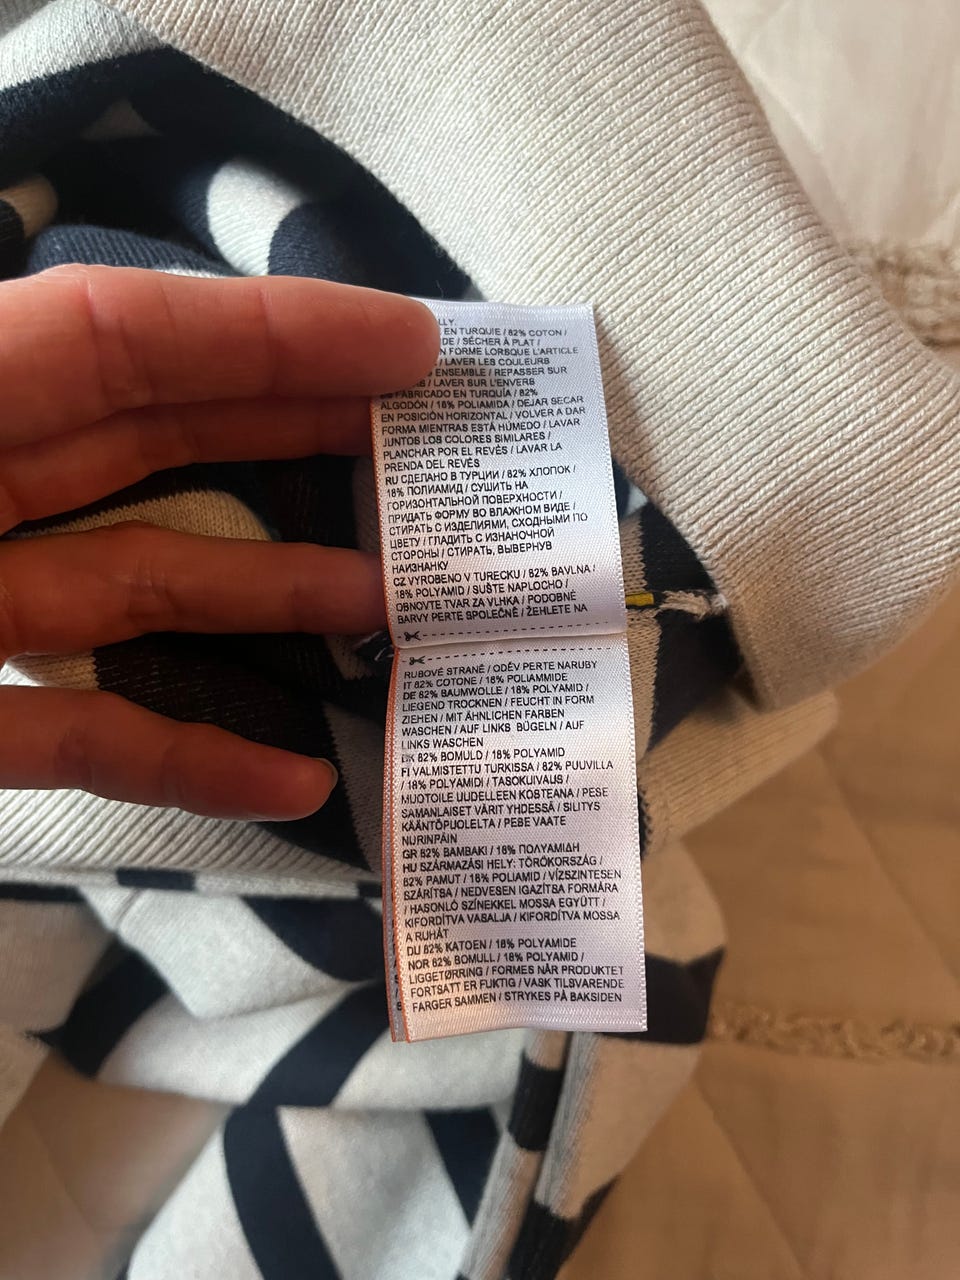 LLY.
EN TURQUIE / 82% COTON /
DE / SÉCHER À PLAT /
N FORME LORSQUE L'ARTICLE
/ LAVER LES COULEURS
ENSEMBLE / REPASSER SUR
/ LAVER SUR L'ENVERS
FABRICADO EN TURQUÍA / 82%
ALGODÓN / 18% POLIAMIDA / DEJAR SECAR
EN POSICIÓN HORIZONTAL / VOLVER A DAR
FORMA MIENTRAS ESTÁ HÚMEDO / LAVAR
JUNTOS LOS COLORES SIMILARES /
PLANCHAR POR EL REVÉS / LAVAR LA
PRENDA DEL REVÉS
RU СДЕЛАНО В ТУРЦИИ / 82% ХЛОПОК /
18% ПОЛИАМИД / СУШИТЬ НА
ГОРИЗОНТАЛЬНОЙ ПОВЕРХНОСТИ /
ПРИДАТЬ ФОРМУ ВО ВЛАЖНОМ ВИДЕ /
СТИРАТЬ С ИЗДЕЛИЯМИ, СХОДНЫМИ ПО
ЦВЕТУ / ГЛАДИТЬ С ИЗНАНОЧНОЙ
СТОРОНЫ / СТИРАТЬ, ВЫВЕРНУВ
НАИЗНАНКУ
CZ VYROBENO V TURECKU / 82% BAVLNA /
18% POLYAMID / SUŠTE NAPLOCHO /
OBNOVTE TVAR ZA VLHKA / PODOBNÉ
BARVY PERTE SPOLEČNĚ / ŽEHLETE NA
RUBOVÉ STRANĚ / ODĚV PERTE NARUBY
IT 82% COTONE / 18% POLIAMMIDE
DE 82% BAUMWOLLE / 18% POLYAMID /
LIEGEND TROCKNEN / FEUCHT IN FORM
ZIEHEN / MIT ÄHNLICHEN FARBEN
WASCHEN / AUF LINKS BÜGELN / AUF
LINKS WASCHEN
DK 82% BOMULD / 18% POLYAMID
FI VALMISTETTU TURKISSA / 82% PUUVILLA
/ 18% POLYAMIDI / TASOKUIVAUS /
MUOTOILE UUDELLEEN KOSTEANA / PESE
SAMANLAISET VÄRIT YHDESSÄ / SILITYS
KÄÄNTÖPUOLELTA / PEBE VAATE
NURINPÄIN
GR 82% ΒΑΜΒΑΚΙ / 18% ΠΟΛΥΑΜΙΔΗ
HU SZÁRMAZÁSI HELY: TÖRÖKORSZÁG /
82% PAMUT / 18% POLIAMID / VÍZSZINTESEN
SZÁRÍTSA / NEDVESEN IGAZÍTSA FORMÁRA
/ HASONLÓ SZÍNEKKEL MOSSA EGYÜTT /
KIFORDÍTVA VASALJA / KIFORDÍTVA MOSSA
A RUHÁT
DU 82% KATOEN / 18% POLYAMIDE
NOR 82% BOMULL / 18% POLYAMID /
LIGGETØRRING / FORMES NÅR PRODUKTET
FORTSATT ER FUKTIG / VASK TILSVARENDE
FARGER SAMMEN / STRYKES PÅ BAKSIDEN